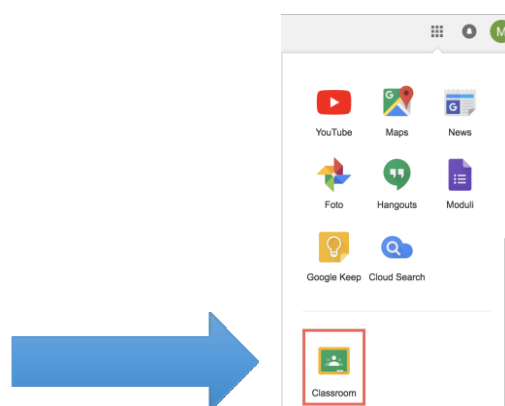 M
YouTube Maps News
Foto Hangouts Moduli
Google Keep Cloud Search
Classroom